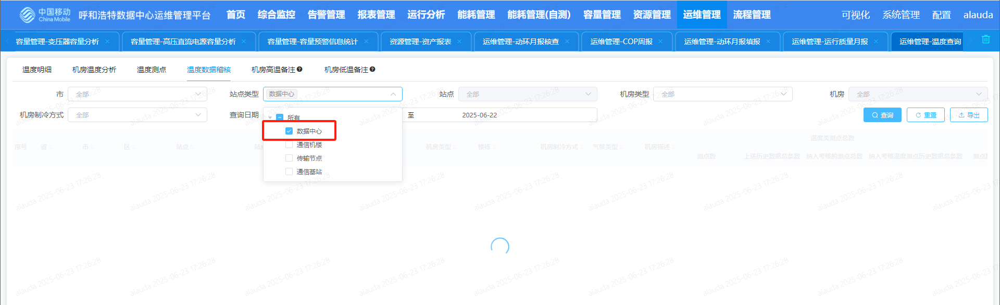 中国移动 China Mobile 呼和浩特数据中心运维管理平台 首页 综合监控 告警管理 报表管理 运行分析 能耗管理 能耗管理(自测) 容量管理 资源管理 运维管理 流程管理 可视化 系统管理 配置 alauda
容量管理-变压器容量分析 × 容量管理-高压直流电源容量分析 × 容量管理-容量预警信息统计 × 资源管理-资产报表 × 运维管理-动环月报核查 × 运维管理-COP周报 × 运维管理-动环月报填报 × 运维管理-运行质量月报 × 运维管理-温度查询
温度明细 机房温度分析 温度测点 温度数据稽核 机房高温备注 机房低温备注
市 全部 站点类型 数据中心 站点 全部 机房类型 全部 机房 全部
机房制冷方式 全部 查询日期 至 2025-06-22 查询 重置 导出
所有
数据中心
通信机楼
传输节点
通信基站
序号 省 市 区 站点 机房类型 楼栋 机房制冷方式 气候类型 机房描述 温度类测点总数
测点数 上送历史数据总条数 纳入考核的测点总数 纳入考核温度测点历史数据总条数
alauda 2025-06-23 17:26:28